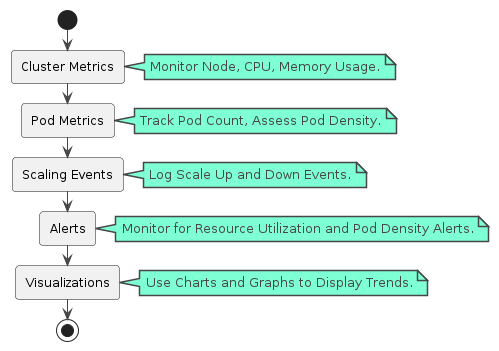 Cluster Metrics
Monitor Node, CPU, Memory Usage.
Pod Metrics
Track Pod Count, Assess Pod Density.
Scaling Events
Log Scale Up and Down Events.
Alerts
Monitor for Resource Utilization and Pod Density Alerts.
Visualizations
Use Charts and Graphs to Display Trends.